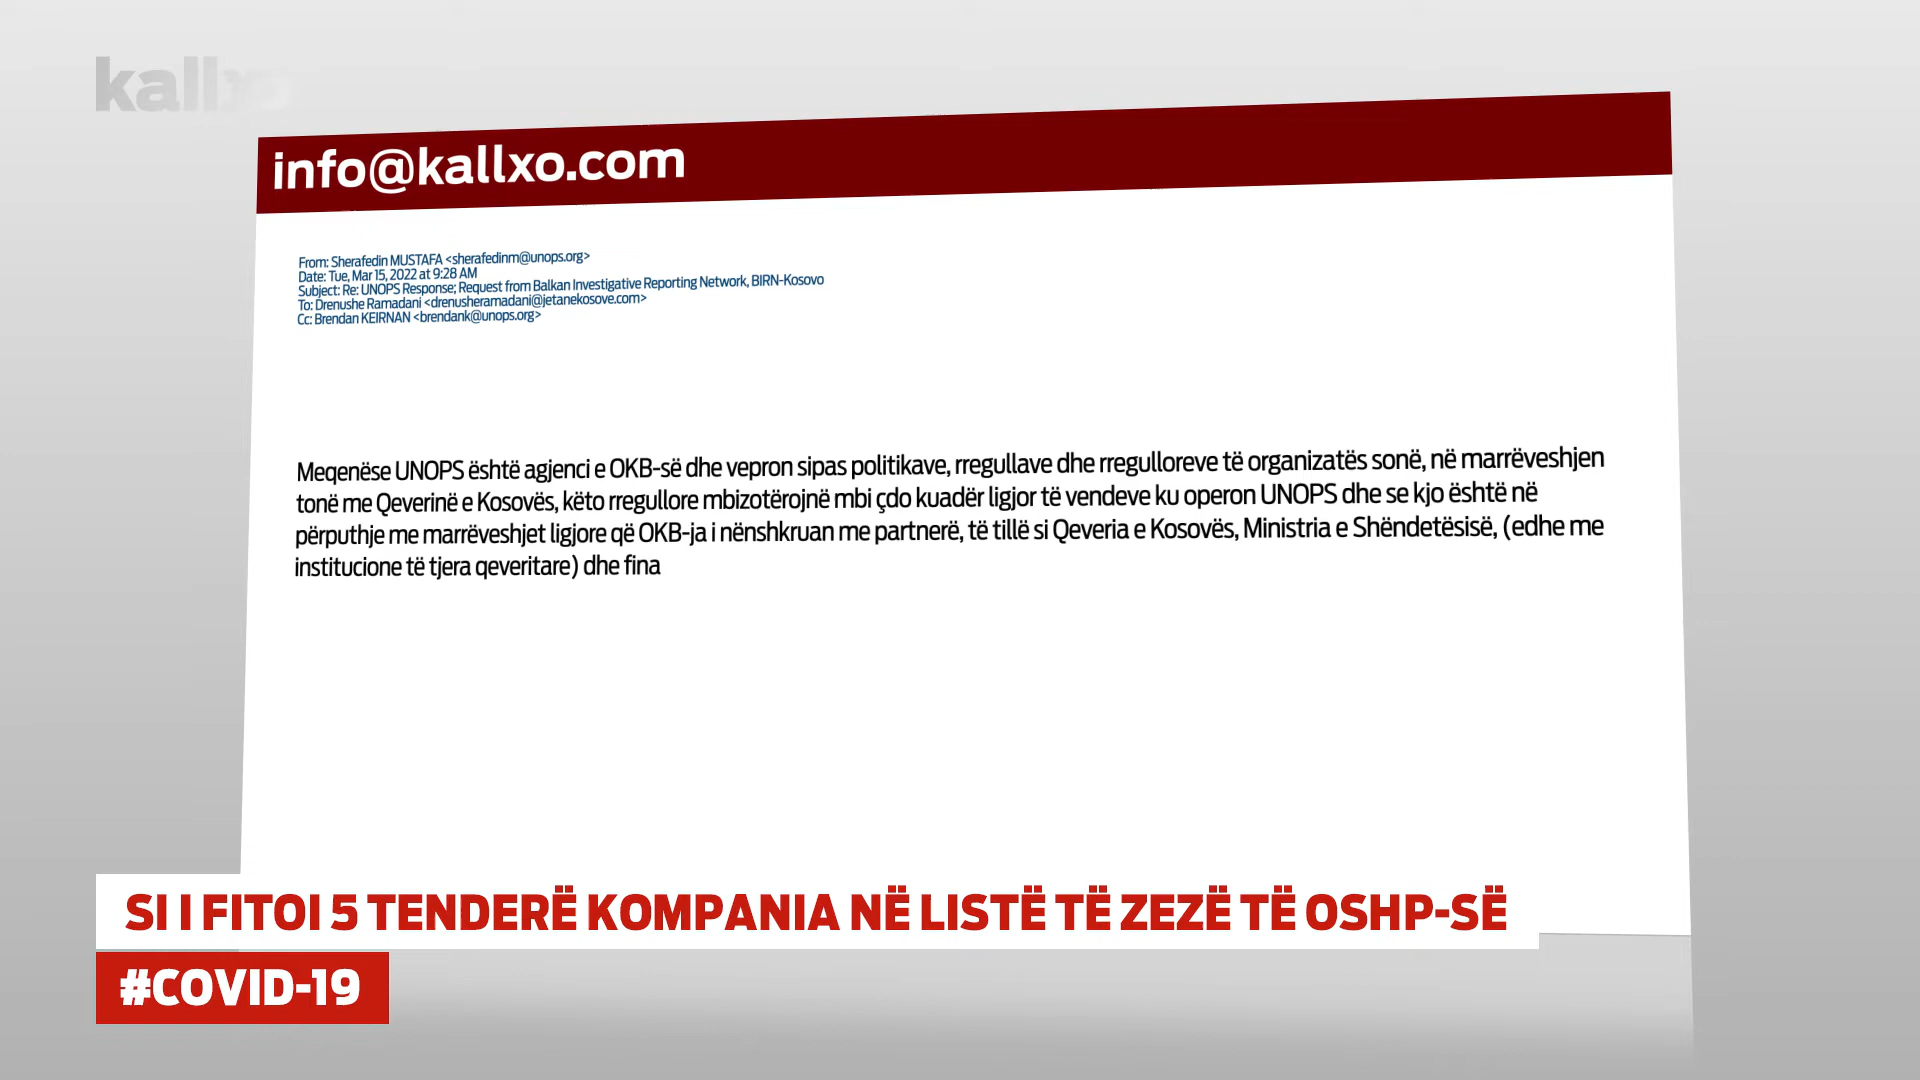 kallxo
info@kallxo.com
From: Sherafedin MUSTAFA <sherafedinm@unops.org>
Date: Tue, Mar 15, 2022 at 9:28 AM
Subject: Re: UNOPS Response; Request from Balkan Investigative Reporting Network, BIRN-Kosovo
To: Drenushe Ramadani <drenusheramadani@jetanekosove.com>
Cc: Brendan KEIRNAN <brendank@unops.org>
Meqenëse UNOPS është agjenci e OKB-së dhe vepron sipas politikave, rregullave dhe rregulloreve të organizatës sonë, në marrëveshjen
tonë me Qeverinë e Kosovës, këto rregullore mbizotërojnë mbi çdo kuadër ligjor të vendeve ku operon UNOPS dhe se kjo është në
përputhje me marrëveshjet ligjore që OKB-ja i nënshkruan me partnerë, të tillë si Qeveria e Kosovës, Ministria e Shëndetësisë, (edhe me
institucione të tjera qeveritare) dhe fina
SI I FITOI 5 TENDERË KOMPANIA NË LISTË TË ZEZË TË OSHP-SË
#COVID-19